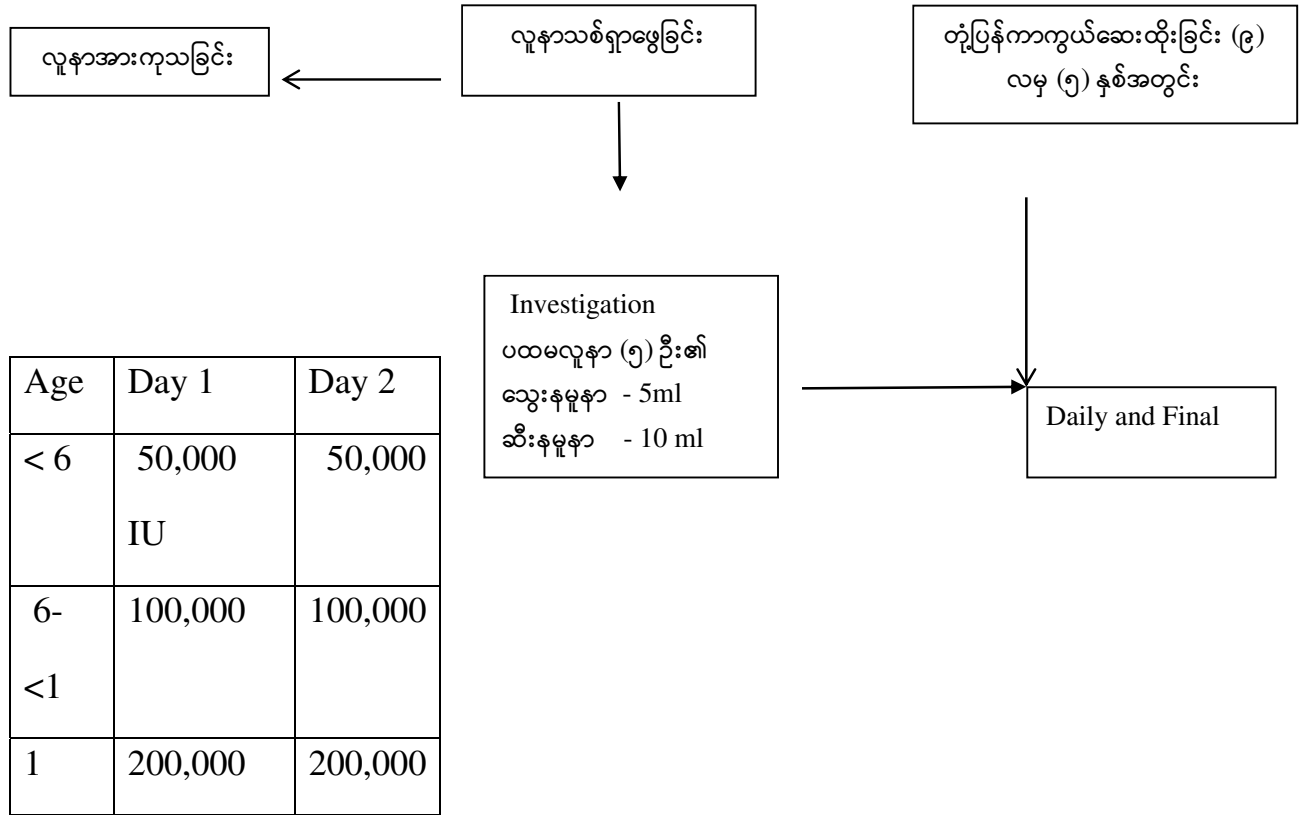 လူနာအားကုသခြင်း
လူနာသစ်ရှာဖွေခြင်း
တုံ့ပြန်ကာကွယ်ဆေးထိုးခြင်း (၉)
လမှ (၅) နှစ်အတွင်း
Investigation
ပထမလူနာ (၅) ဦး၏
သွေးနမူနာ - 5ml
ဆီးနမူနာ - 10 ml
Daily and Final
Age Day 1 Day 2
< 6 50,000 50,000
IU
6- 100,000 100,000
<1
1 200,000 200,000